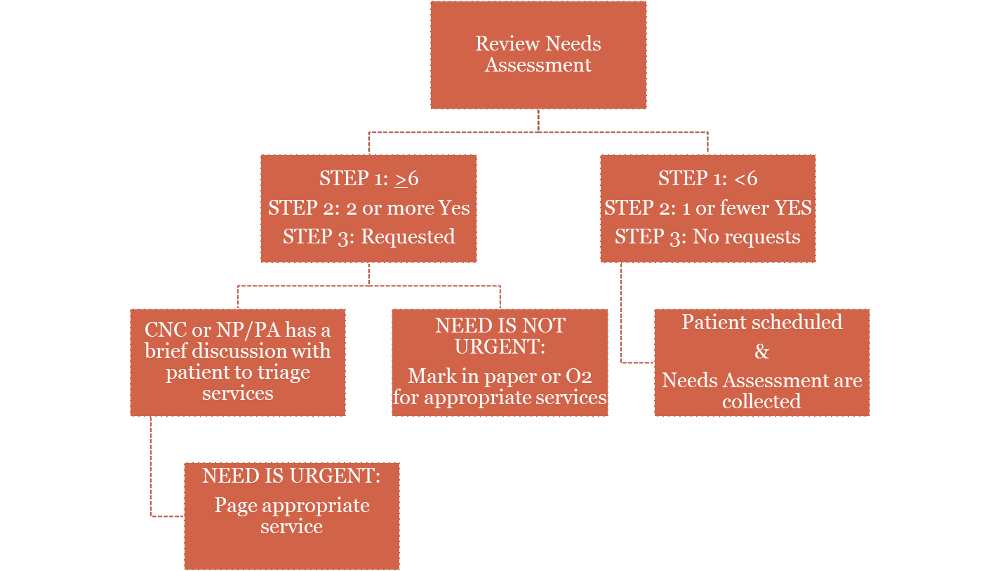 Review Needs
Assessment
STEP 1: ≥6
STEP 2: 2 or more Yes
STEP 3: Requested
STEP 1: <6
STEP 2: 1 or fewer YES
STEP 3: No requests
CNC or NP/PA has a
brief discussion with
patient to triage
services
NEED IS NOT
URGENT:
Mark in paper or O2
for appropriate services
Patient scheduled
&
Needs Assessment are
collected
NEED IS URGENT:
Page appropriate
service